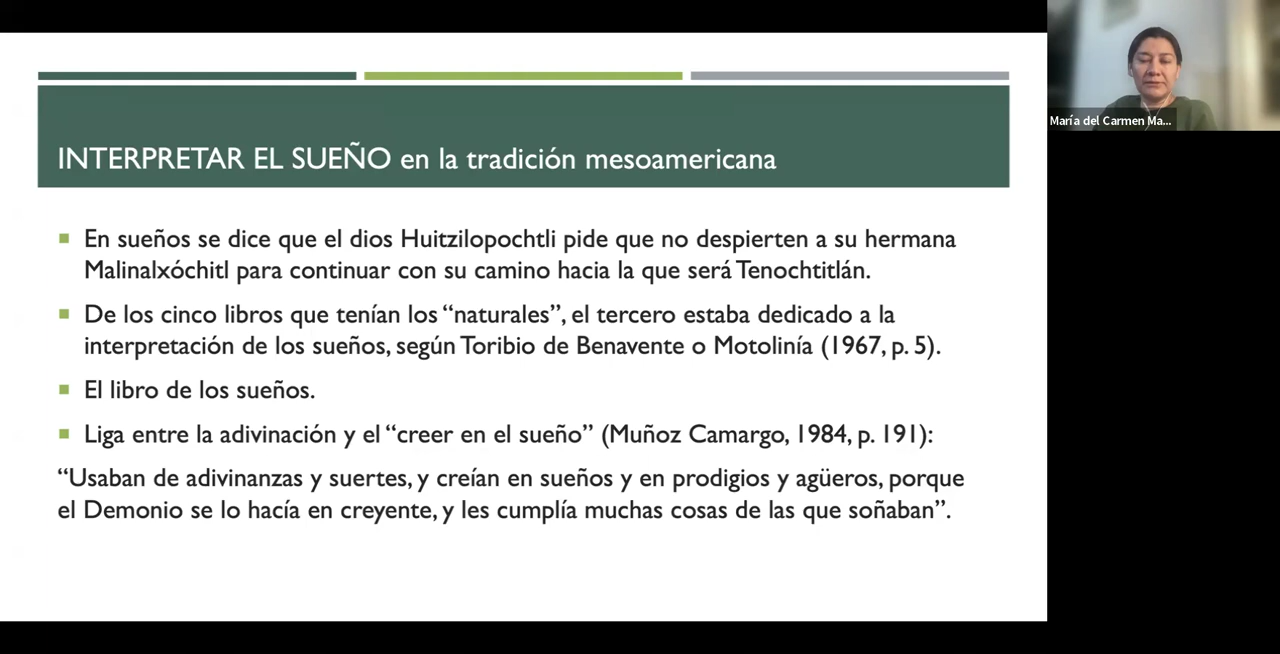 INTERPRETAR EL SUEÑO en la tradición mesoamericana
En sueños se dice que el dios Huitzilopochtli pide que no despierten a su hermana
Malinalxóchitl para continuar con su camino hacia la que será Tenochtitlán.
De los cinco libros que tenían los “naturales”, el tercero estaba dedicado a la
interpretación de los sueños, según Toribio de Benavente o Motolinía (1967, p. 5).
El libro de los sueños.
Liga entre la adivinación y el “creer en el sueño” (Muñoz Camargo, 1984, p. 191):
“Usaban de adivinanzas y suertes, y creían en sueños y en prodigios y agüeros, porque
el Demonio se lo hacía en creyente, y les cumplía muchas cosas de las que soñaban”.
María del Carmen Ma...